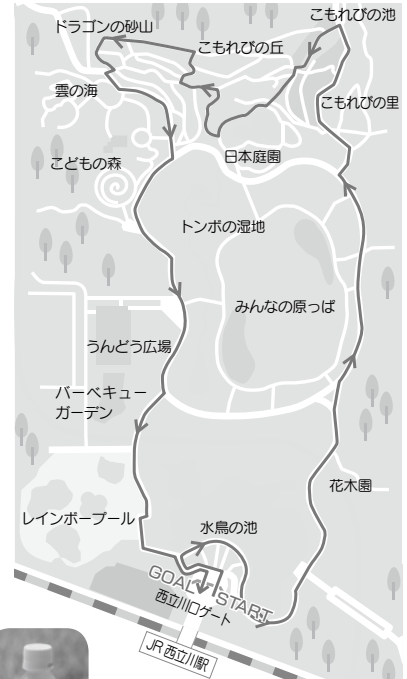 こもれびの池
ドラゴンの砂山
こもれびの丘
雲の海
こもれびの里
日本庭園
こどもの森
トンボの湿地
みんなの原っぱ
うんどう広場
バーベキュー
ガーデン
花木園
レインボープール
水鳥の池
GOAL
START
西立川口ゲート
JR西立川駅